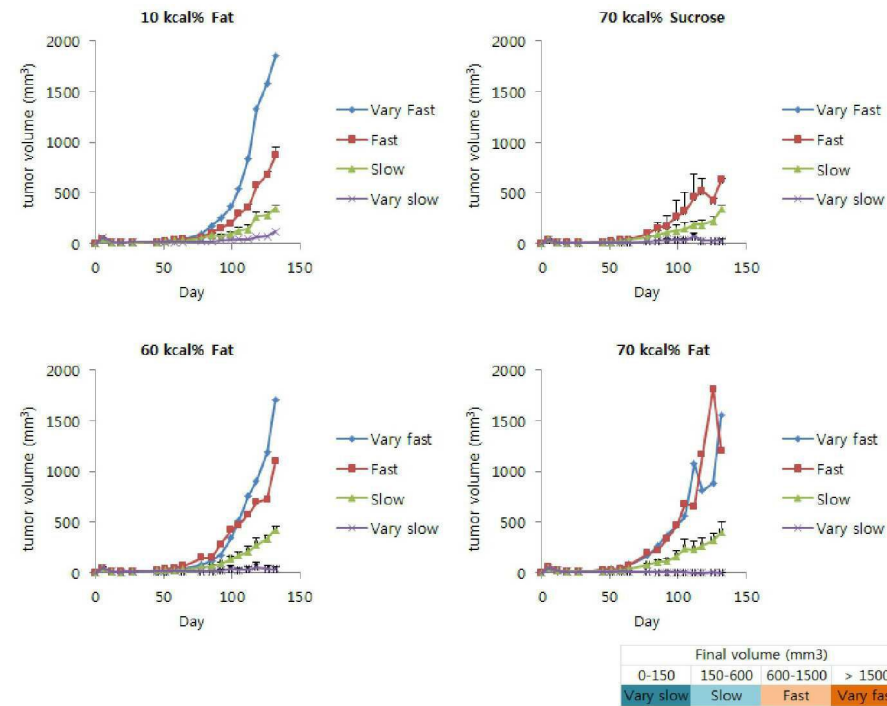 10 kcal% Fat
2000
1500
1000
500
0
0 50 100 150
Day
tumor volume (mm³)
Vary Fast
Fast
Slow
Vary slow
70 kcal% Sucrose
2000
1500
1000
500
0
0 50 100 150
Day
tumor volume (mm³)
Vary Fast
Fast
Slow
Vary slow
60 kcal% Fat
2000
1500
1000
500
0
0 50 100 150
Day
tumor volume (mm³)
Vary fast
Fast
Slow
Vary slow
70 kcal% Fat
2000
1500
1000
500
0
0 50 100 150
Day
tumor volume (mm³)
Vary fast
Fast
Slow
Vary slow
Final volume (mm3)
0-150 150-600 600-1500 > 1500
Vary slow Slow Fast Vary fas